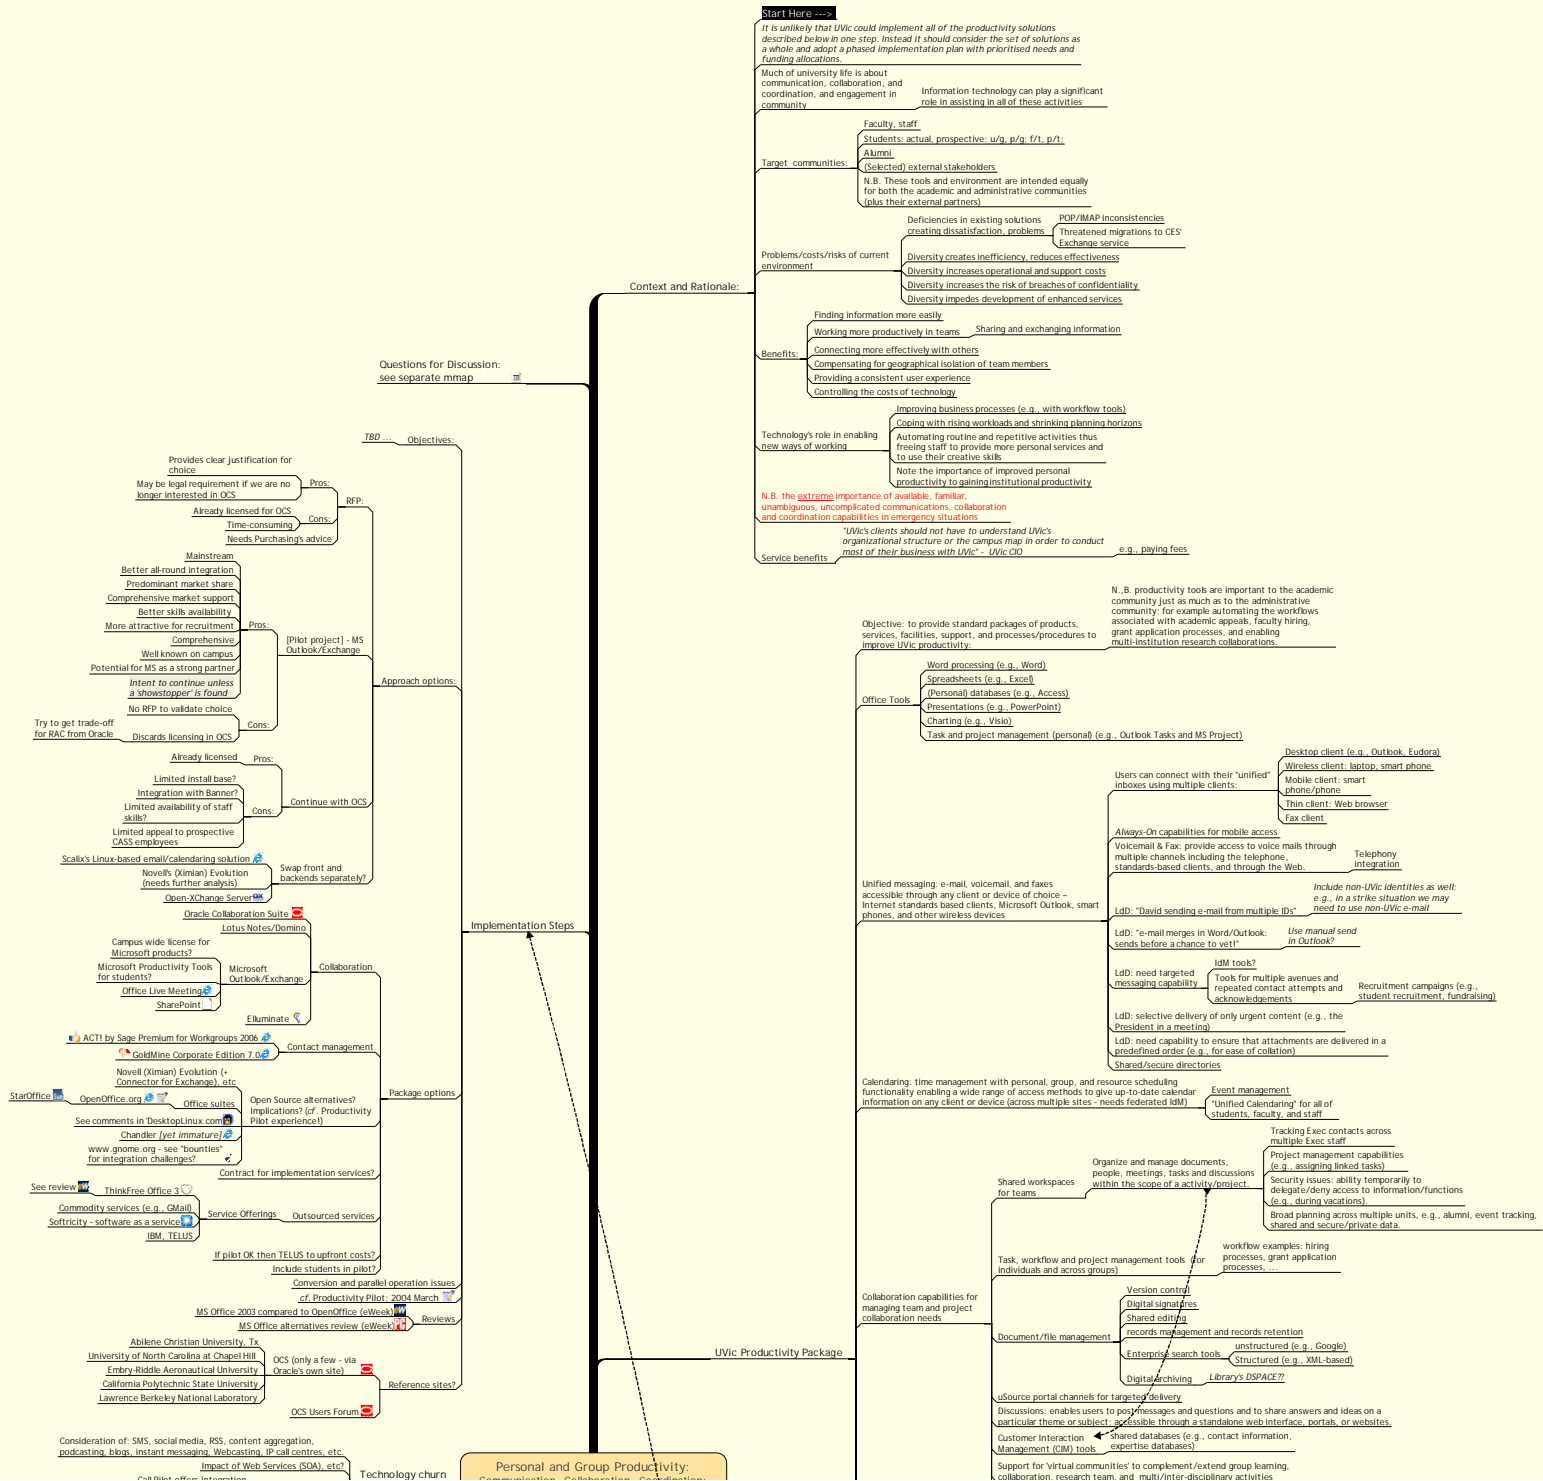 Start Here --->
It is unlikely that UVic could implement all of the productivity solutions
described below in one step. Instead it should consider the set of solutions as
a whole and adopt a phased implementation plan with prioritised needs and
funding allocations.
Much of university life is about
communication, collaboration, and
coordination, and engagement in
community
Information technology can play a significant
role in assisting in all of these activities
Target communities:
Faculty, staff
Students: actual, prospective; u/g, p/g; f/t, p/t;
Alumni
(Selected) external stakeholders
N.B. These tools and environment are intended equally
for both the academic and administrative communities
(plus their external partners)
Problems/costs/risks of current
environment
Deficiencies in existing solutions
creating dissatisfaction, problems
POP/IMAP inconsistencies
Threatened migrations to CES'
Exchange service
Diversity creates inefficiency, reduces effectiveness
Diversity increases operational and support costs
Diversity increases the risk of breaches of confidentiality
Diversity impedes development of enhanced services
Context and Rationale:
Benefits:
Finding information more easily
Working more productively in teams
Sharing and exchanging information
Connecting more effectively with others
Compensating for geographical isolation of team members
Providing a consistent user experience
Controlling the costs of technology
Technology's role in enabling
new ways of working
Improving business processes (e.g., with workflow tools)
Coping with rising workloads and shrinking planning horizons
Automating routine and repetitive activities thus
freeing staff to provide more personal services and
to use their creative skills
Note the importance of improved personal
productivity to gaining institutional productivity
N.B. the extreme importance of available, familiar,
unambiguous, uncomplicated communications, collaboration
and coordination capabilities in emergency situations
Service benefits
"UVic's clients should not have to understand UVic's
organizational structure or the campus map in order to conduct
most of their business with UVic" - UVic CIO
e.g., paying fees
Questions for Discussion:
see separate mmap
TBD ...
Objectives:
Provides clear justification for
choice
May be legal requirement if we are no
longer interested in OCS
Pros:
RFP:
Already licensed for OCS
Time-consuming
Cons:
Needs Purchasing's advice
Mainstream
Better all-round integration
Predominant market share
Comprehensive market support
Better skills availability
More attractive for recruitment
Comprehensive
Well known on campus
Potential for MS as a strong partner
Intent to continue unless
a 'showstopper' is found
Pros:
[Pilot project] - MS
Outlook/Exchange
No RFP to validate choice
Try to get trade-off
for RAC from Oracle
Discards licensing in OCS
Cons:
Approach options:
Already licensed
Pros:
Limited install base?
Integration with Banner?
Limited availability of staff
skills?
Limited appeal to prospective
CASS employees
Cons:
Continue with OCS
Scalix's Linux-based email/calendaring solution
Novell's (Ximian) Evolution
(needs further analysis)
Open-XChange Server
Swap front and
backends separately?
Implementation Steps
Oracle Collaboration Suite
Lotus Notes/Domino
Campus wide license for
Microsoft products?
Microsoft Productivity Tools
for students?
Office Live Meeting
SharePoint
Microsoft
Outlook/Exchange
Collaboration
Elluminate
ACT! by Sage Premium for Workgroups 2006
GoldMine Corporate Edition 7.0
Contact management
Novell (Ximian) Evolution (+
Connector for Exchange), etc
StarOffice
OpenOffice.org
Office suites
See comments in 'DesktopLinux.com
Chandler [yet immature]
www.gnome.org - see "bounties"
for integration challenges?
Open Source alternatives?
Implications? (cf. Productivity
Pilot experience!)
Package options
Contract for implementation services?
See review
ThinkFree Office 3
Commodity services (e.g., GMail)
Softricity - software as a service
IBM, TELUS
Service Offerings
Outsourced services
If pilot OK then TELUS to upfront costs?
Include students in pilot?
Conversion and parallel operation issues
cf. Productivity Pilot: 2004 March
MS Office 2003 compared to OpenOffice (eWeek)
MS Office alternatives review (eWeek)
Reviews
Abilene Christian University, Tx
University of North Carolina at Chapel Hill
Embry-Riddle Aeronautical University
California Polytechnic State University
Lawrence Berkeley National Laboratory
OCS (only a few - via
Oracle's own site)
OCS Users Forum
Reference sites?
Consideration of: SMS, social media, RSS, content aggregation,
podcasting, blogs, instant messaging, Webcasting, IP call centres, etc.
Impact of Web Services (SOA), etc?
Call Pilot offers integration
Technology churn
Personal and Group Productivity:
Communication, Collaboration, Coordination:
UVic Productivity Package
Objective: to provide standard packages of products,
services, facilities, support, and processes/procedures to
improve UVic productivity:
N.,B. productivity tools are important to the academic
community just as much as to the administrative
community; for example automating the workflows
associated with academic appeals, faculty hiring,
grant application processes, and enabling
multi-institution research collaborations.
Office Tools
Word processing (e.g., Word)
Spreadsheets (e.g., Excel)
(Personal) databases (e.g., Access)
Presentations (e.g., PowerPoint)
Charting (e.g., Visio)
Task and project management (personal) (e.g., Outlook Tasks and MS Project)
Unified messaging: e-mail, voicemail, and faxes
accessible through any client or device of choice –
Internet standards based clients, Microsoft Outlook, smart
phones, and other wireless devices
Users can connect with their "unified"
inboxes using multiple clients:
Desktop client (e.g., Outlook, Eudora)
Wireless client: laptop, smart phone
Mobile client: smart
phone/phone
Thin client: Web browser
Fax client
Always-On capabilities for mobile access
Voicemail & Fax: provide access to voice mails through
multiple channels including the telephone,
standards-based clients, and through the Web.
Telephony
integration
LdD: "David sending e-mail from multiple IDs"
Include non-UVic identities as well;
e.g., in a strike situation we may
need to use non-UVic e-mail
LdD: "e-mail merges in Word/Outlook:
sends before a chance to vet!"
Use manual send
in Outlook?
LdD: need targeted
messaging capability
IdM tools?
Tools for multiple avenues and
repeated contact attempts and
acknowledgements
Recruitment campaigns (e.g.,
student recruitment, fundraising)
LdD: selective delivery of only urgent content (e.g., the
President in a meeting)
LdD: need capability to ensure that attachments are delivered in a
predefined order (e.g., for ease of collation)
Shared/secure directories
Calendaring: time management with personal, group, and resource scheduling
functionality enabling a wide range of access methods to give up-to-date calendar
information on any client or device (across multiple sites - needs federated IdM)
Event management
"Unified Calendaring" for all of
students, faculty, and staff
Collaboration capabilities for
managing team and project
collaboration needs
Shared workspaces
for teams
Organize and manage documents,
people, meetings, tasks and discussions
within the scope of a activity/project.
Tracking Exec contacts across
multiple Exec staff
Project management capabilities
(e.g., assigning linked tasks)
Security issues: ability temporarily to
delegate/deny access to information/functions
(e.g., during vacations).
Broad planning across multiple units, e.g., alumni, event tracking,
shared and secure/private data.
Task, workflow and project management tools (for
individuals and across groups)
workflow examples: hiring
processes, grant application
processes, ...
Document/file management
Version control
Digital signatures
Shared editing
records management and records retention
Enterprise search tools
unstructured (e.g., Google)
Structured (e.g., XML-based)
Digital archiving
Library's DSPACE??
uSource portal channels for targeted delivery
Discussions: enables users to post messages and questions and to share answers and ideas on a
particular theme or subject; accessible through a standalone web interface, portals, or websites.
Customer Interaction
Management (CIM) tools
shared databases (e.g., contact information,
expertise databases)
Support for 'virtual communities' to complement/extend group learning,
collaboration, research team, and multi/inter-disciplinary activities